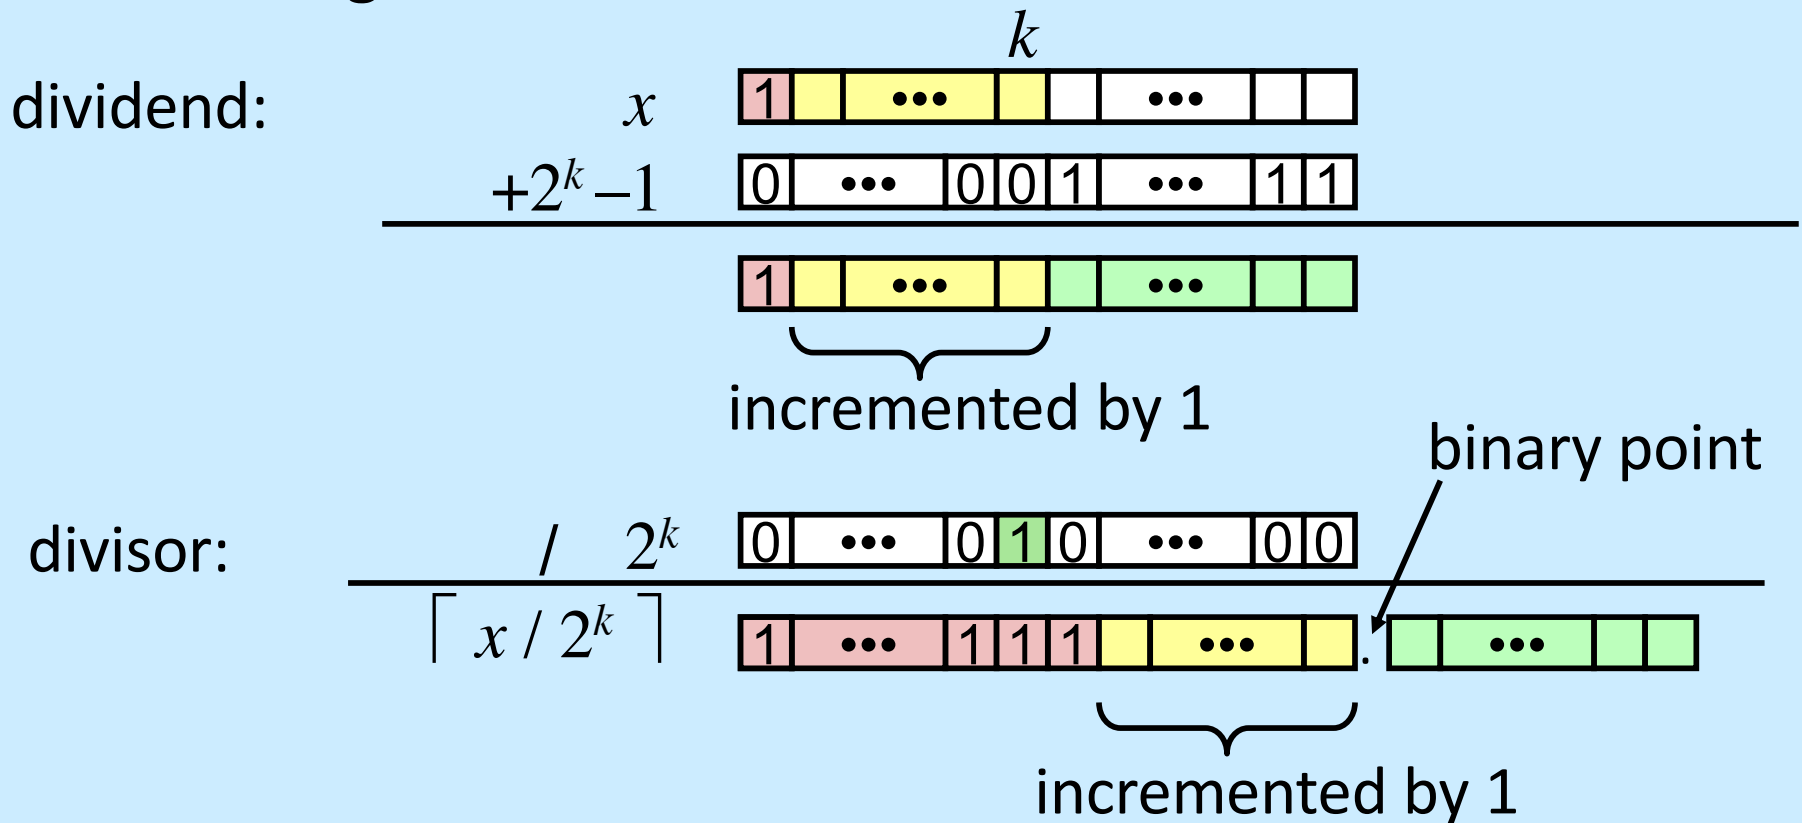 k
dividend: x 1 ••• •••
+2^k –1 0 ••• 0 0 1 ••• 1 1
1 ••• •••
incremented by 1
binary point
divisor: / 2^k 0 ••• 0 1 0 ••• 0 0
⌈ x / 2^k ⌉ 1 ••• 1 1 1 ••• . •••
incremented by 1